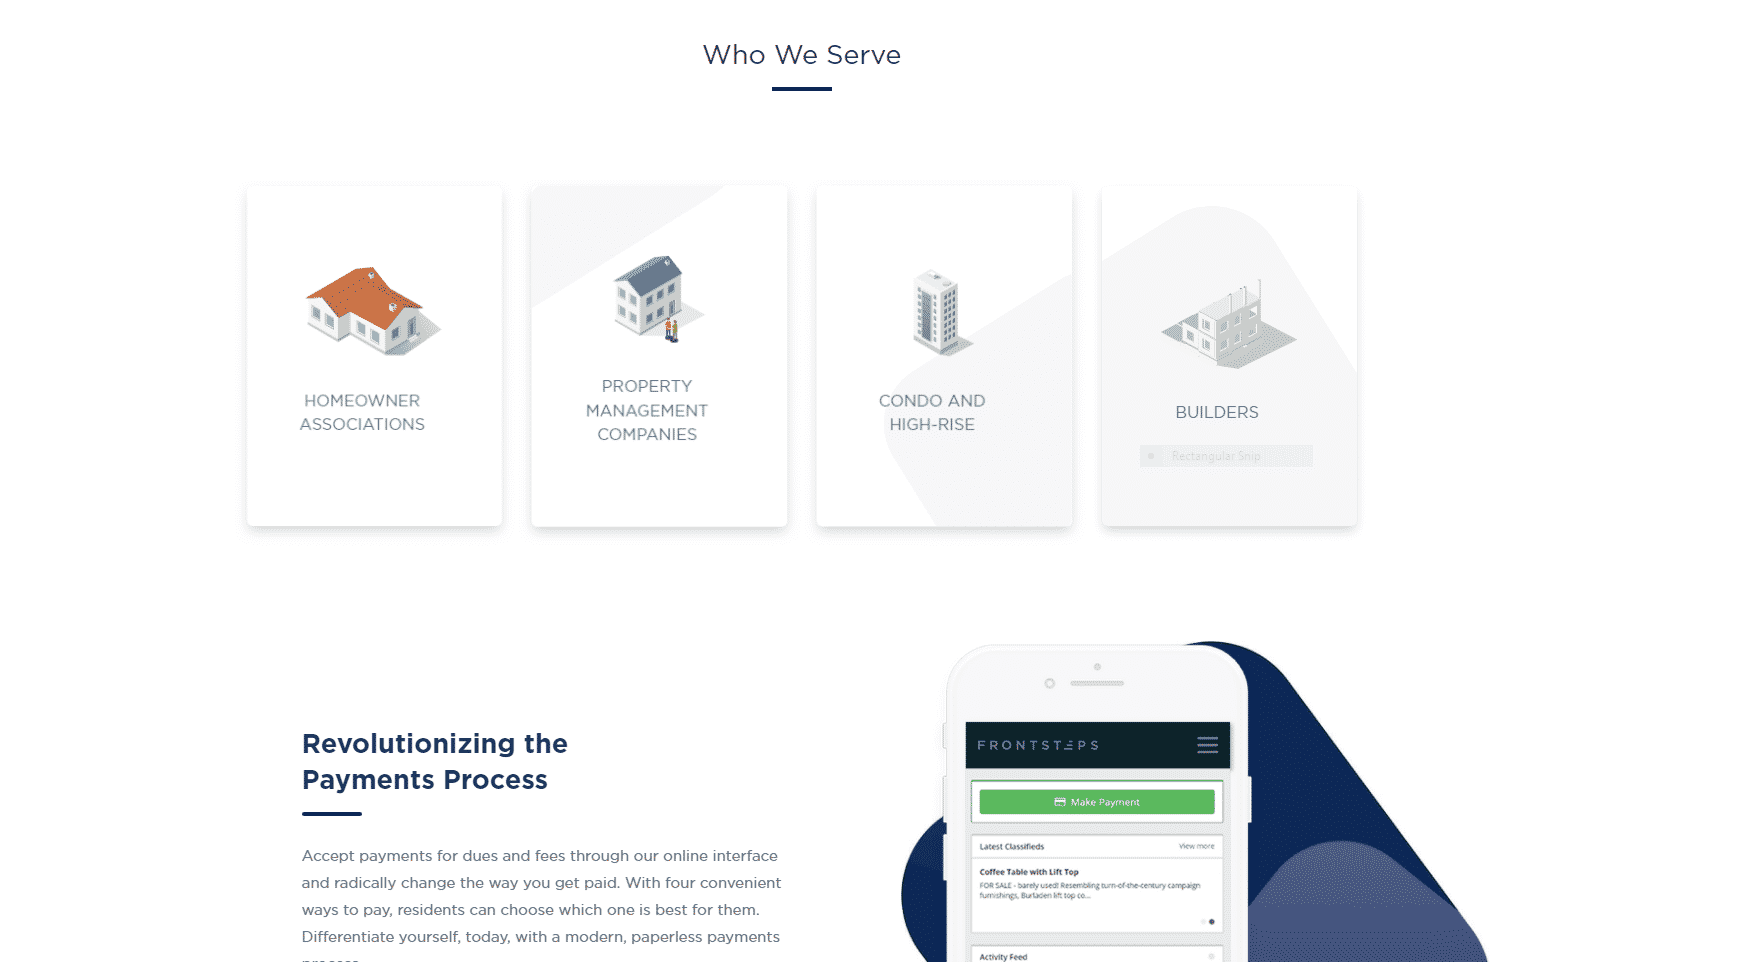 Who We Serve
HOMEOWNER
ASSOCIATIONS
PROPERTY
MANAGEMENT
COMPANIES
CONDO AND
HIGH-RISE
BUILDERS
Rectangular Snip
Revolutionizing the
Payments Process
Accept payments for dues and fees through our online interface
and radically change the way you get paid. With four convenient
ways to pay, residents can choose which one is best for them.
Differentiate yourself, today, with a modern, paperless payments
process
FRONTSTEPS
Make Payment
Latest Classifieds
View more
Coffee Table with Lift Top
FOR SALE - barely used! Resembling turn-of-the-century campaign
furnishings, Burladen lift top co...
Activity Feed